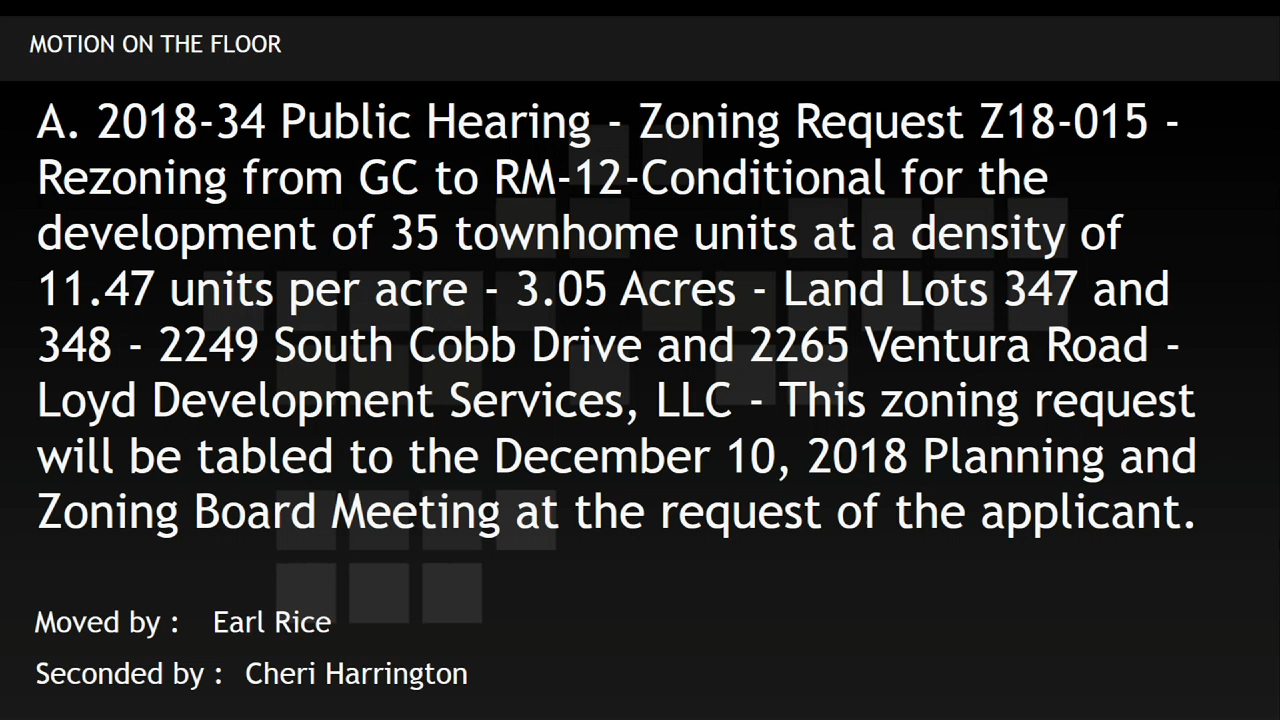 MOTION ON THE FLOOR
A. 2018-34 Public Hearing - Zoning Request Z18-015 -
Rezoning from GC to RM-12-Conditional for the
development of 35 townhome units at a density of
11.47 units per acre - 3.05 Acres - Land Lots 347 and
348 - 2249 South Cobb Drive and 2265 Ventura Road -
Loyd Development Services, LLC - This zoning request
will be tabled to the December 10, 2018 Planning and
Zoning Board Meeting at the request of the applicant.
Moved by : Earl Rice
Seconded by : Cheri Harrington